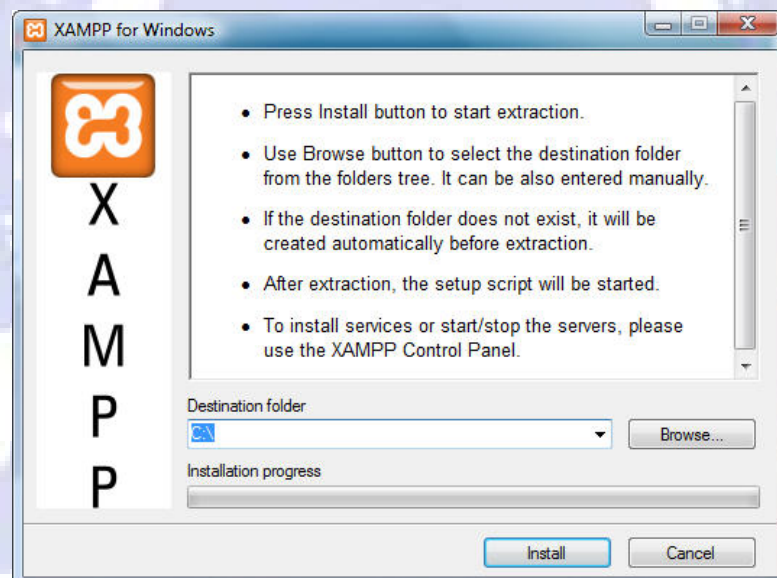 XAMPP for Windows
• Press Install button to start extraction.
• Use Browse button to select the destination folder
from the folders tree. It can be also entered manually.
• If the destination folder does not exist, it will be
created automatically before extraction.
• After extraction, the setup script will be started.
• To install services or start/stop the servers, please
use the XAMPP Control Panel.
X
A
M
P
P
Destination folder
C:\
Browse...
Installation progress
Install
Cancel